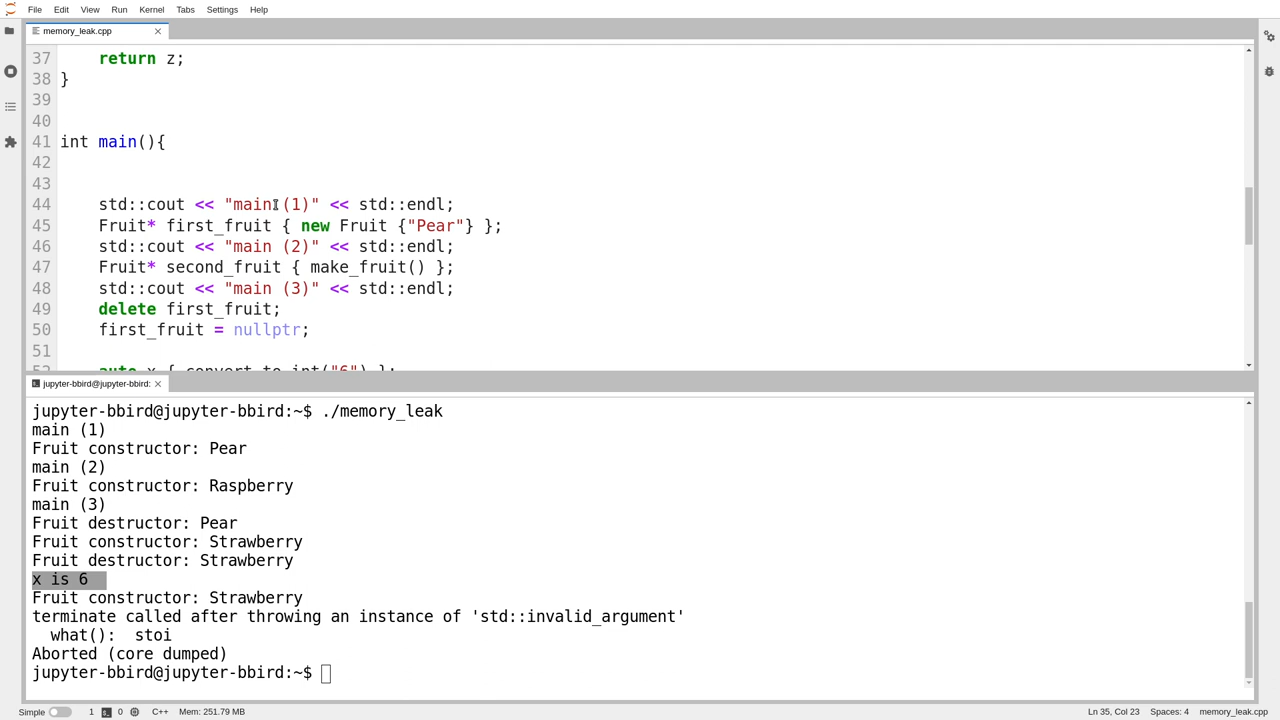 File Edit View Run Kernel Tabs Settings Help
memory_leak.cpp
37     return z;
38 }
39
40
41 int main(){
42
43
44     std::cout << "main (1)" << std::endl;
45     Fruit* first_fruit { new Fruit {"Pear"} };
46     std::cout << "main (2)" << std::endl;
47     Fruit* second_fruit { make_fruit() };
48     std::cout << "main (3)" << std::endl;
49     delete first_fruit;
50     first_fruit = nullptr;
51
52     auto x { convert_to_int("6") };
jupyter-bbird@jupyter-bbird:
jupyter-bbird@jupyter-bbird:~$ ./memory_leak
main (1)
Fruit constructor: Pear
main (2)
Fruit constructor: Raspberry
main (3)
Fruit destructor: Pear
Fruit constructor: Strawberry
Fruit destructor: Strawberry
x is 6
Fruit constructor: Strawberry
terminate called after throwing an instance of 'std::invalid_argument'
  what():  stoi
Aborted (core dumped)
jupyter-bbird@jupyter-bbird:~$
Simple 1 0 C++ Mem: 251.79 MB Ln 35, Col 23 Spaces: 4 memory_leak.cpp